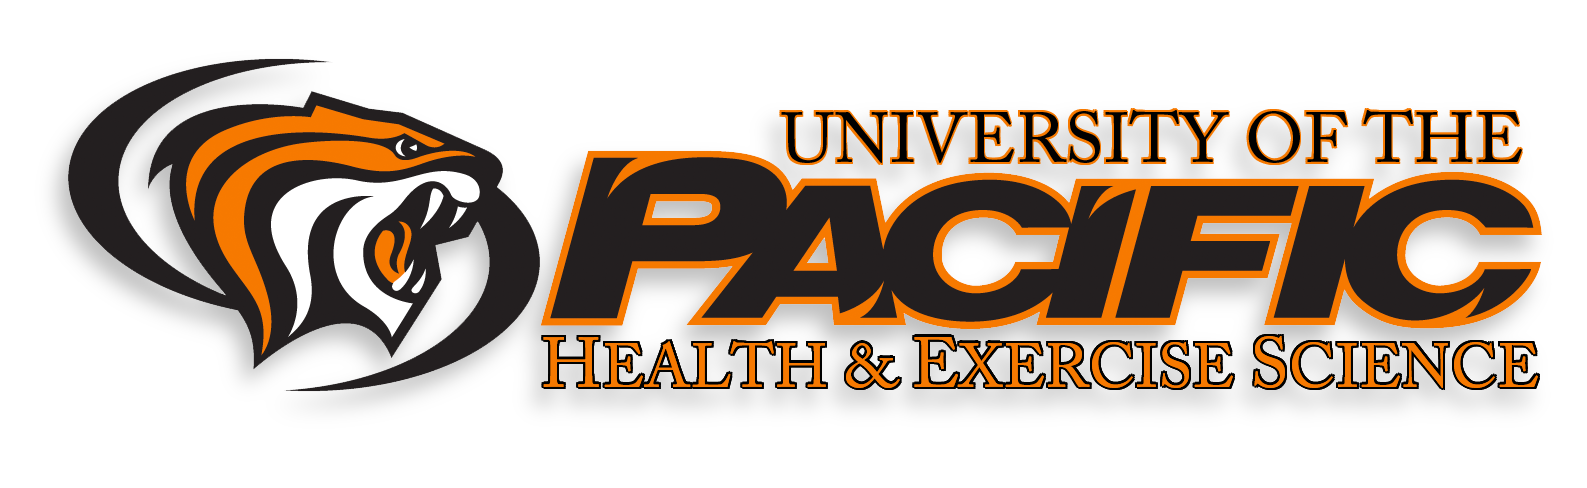 UNIVERSITY OF THE
PACIFIC
HEALTH & EXERCISE SCIENCE